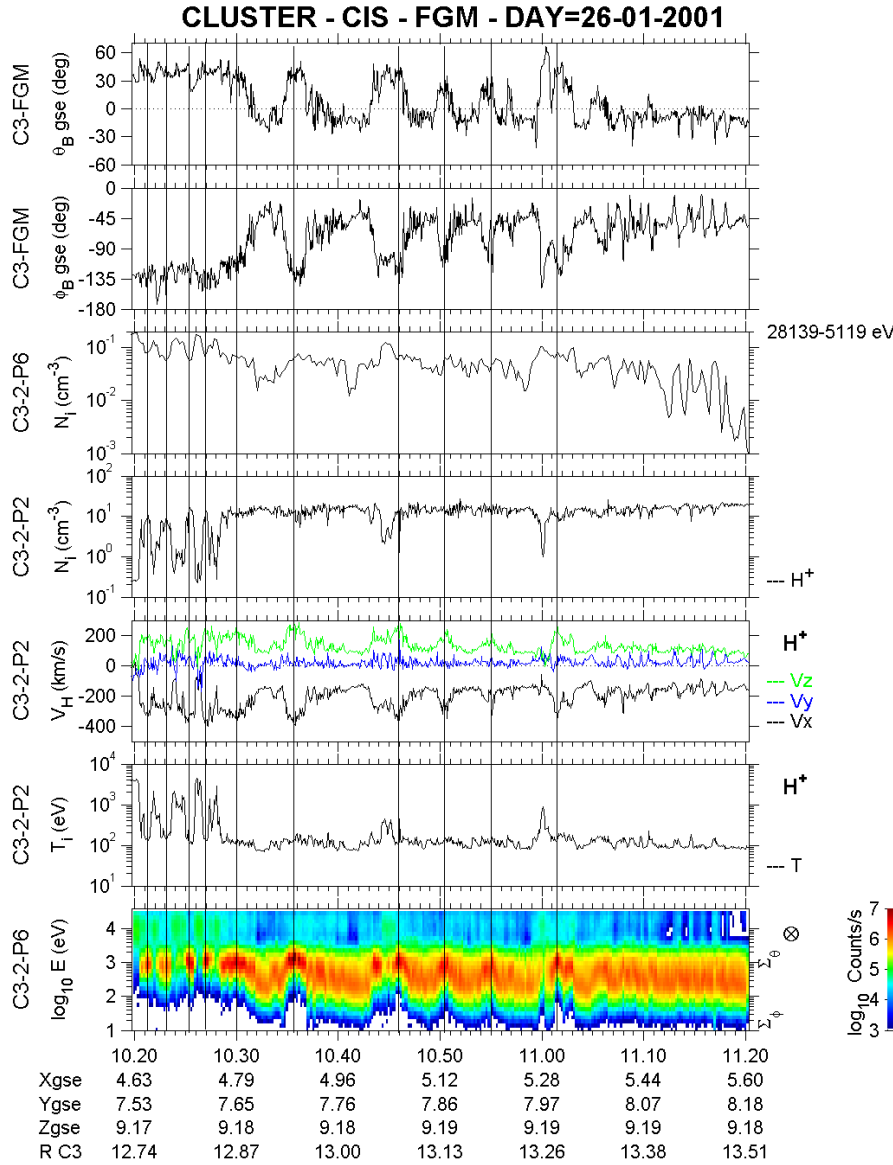 CLUSTER - CIS - FGM - DAY=26-01-2001
C3-FGM
θB gse (deg)
60
30
0
-30
-60
C3-FGM
ϕB gse (deg)
0
-45
-90
-135
-180
C3-2-P6
Ni (cm-3)
10-1
10-2
10-3
28139-5119 eV
C3-2-P2
Ni (cm-3)
102
101
100
10-1
--- H+
C3-2-P2
VH (km/s)
200
0
-200
-400
H+
--- Vz
--- Vy
--- Vx
C3-2-P2
Ti (eV)
104
103
102
101
H+
--- T
C3-2-P6
log10 E (eV)
4
3
2
1
⊗
Σθ
Σϕ
log10 Counts/s
7
6
5
4
3
10.20 10.30 10.40 10.50 11.00 11.10 11.20
Xgse 4.63 4.79 4.96 5.12 5.28 5.44 5.60
Ygse 7.53 7.65 7.76 7.86 7.97 8.07 8.18
Zgse 9.17 9.18 9.18 9.19 9.19 9.19 9.18
R C3 12.74 12.87 13.00 13.13 13.26 13.38 13.51